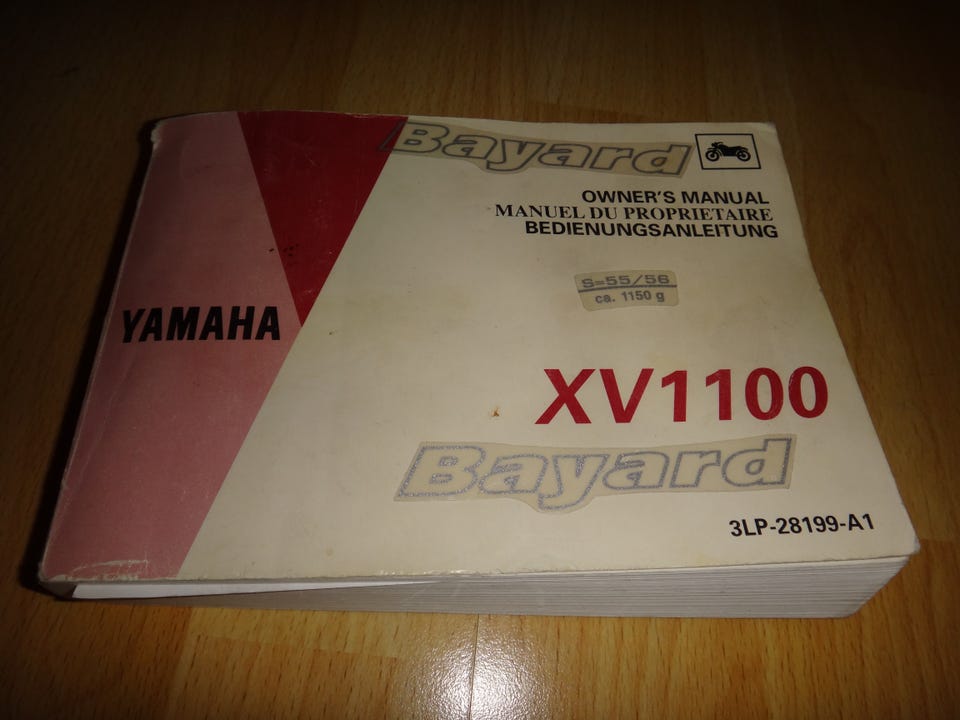 Bayard
OWNER'S MANUAL
MANUEL DU PROPRIETAIRE
BEDIENUNGSANLEITUNG
S=55/56
ca. 1150 g
YAMAHA
XV1100
Bayard
3LP-28199-A1